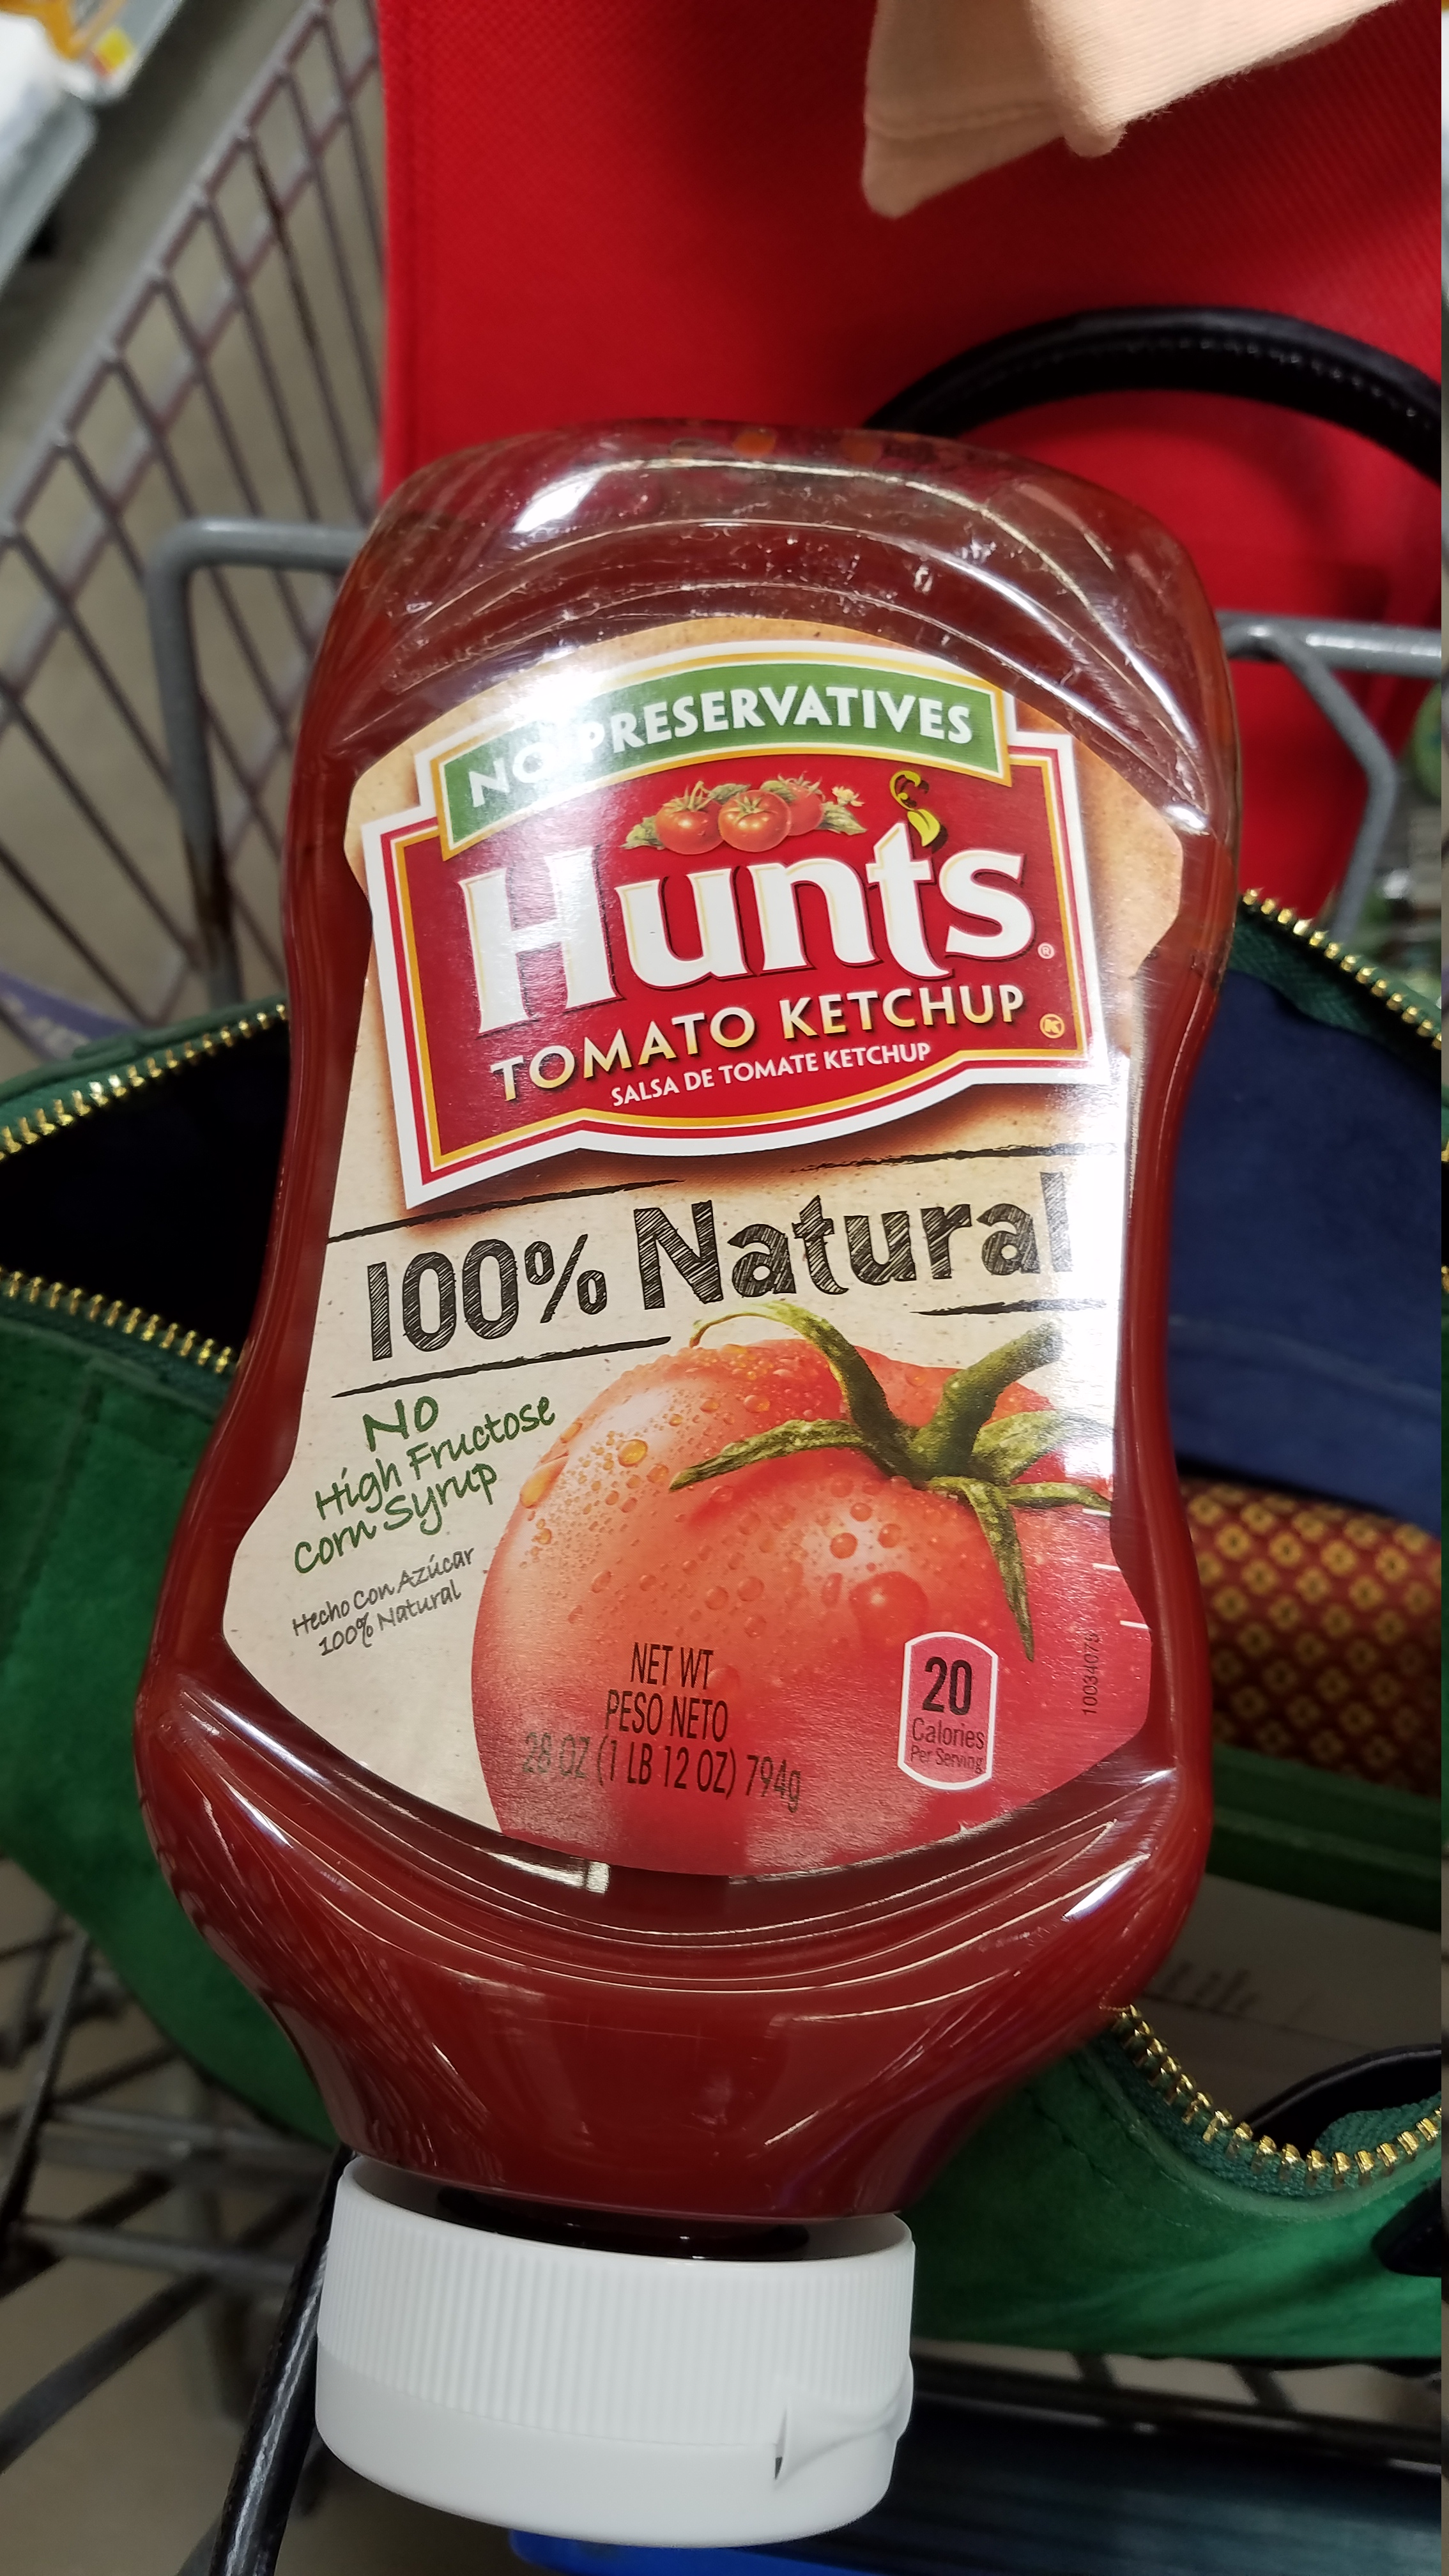 NO PRESERVATIVES
Hunt's®
TOMATO KETCHUP
SALSA DE TOMATE KETCHUP
K
100% Natural
No
High Fructose
Corn Syrup
Hecho Con Azúcar
100% Natural
NET WT
PESO NETO
28 OZ (1 LB 12 OZ) 794g
20
Calories
Per Serving